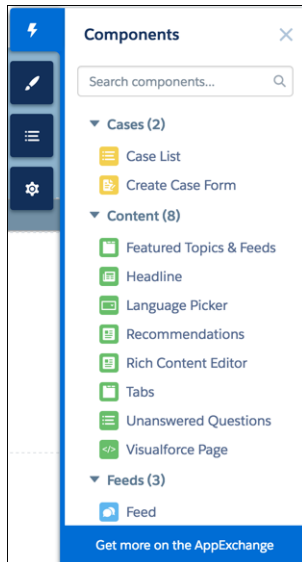 Components
Search components...
Cases (2)
Case List
Create Case Form
Content (8)
Featured Topics & Feeds
Headline
Language Picker
Recommendations
Rich Content Editor
Tabs
Unanswered Questions
Visualforce Page
Feeds (3)
Feed
Get more on the AppExchange